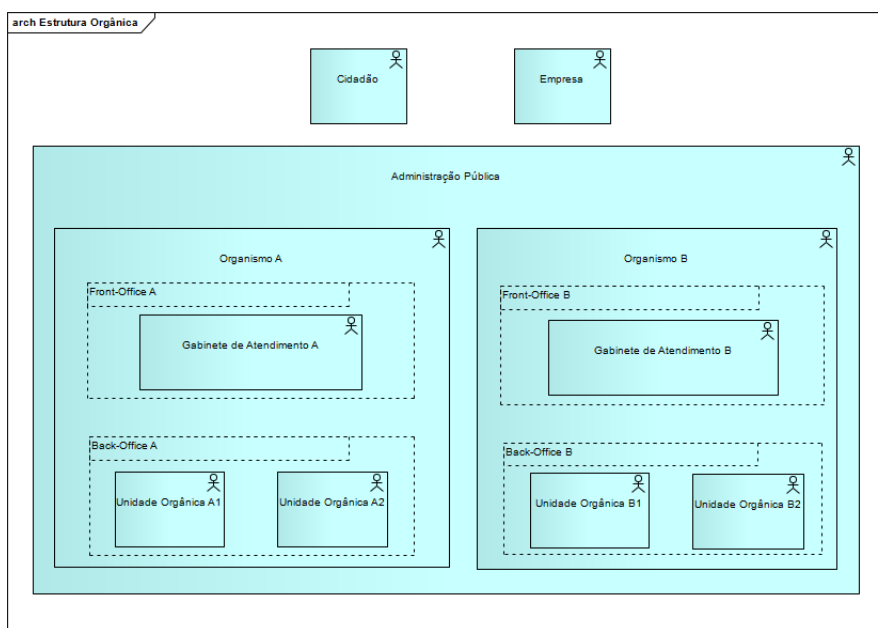 arch Estrutura Orgânica
Cidadão
Empresa
Administração Pública
Organismo A
Organismo B
Front-Office A
Front-Office B
Gabinete de Atendimento A
Gabinete de Atendimento B
Back-Office A
Back-Office B
Unidade Orgânica A1
Unidade Orgânica A2
Unidade Orgânica B1
Unidade Orgânica B2